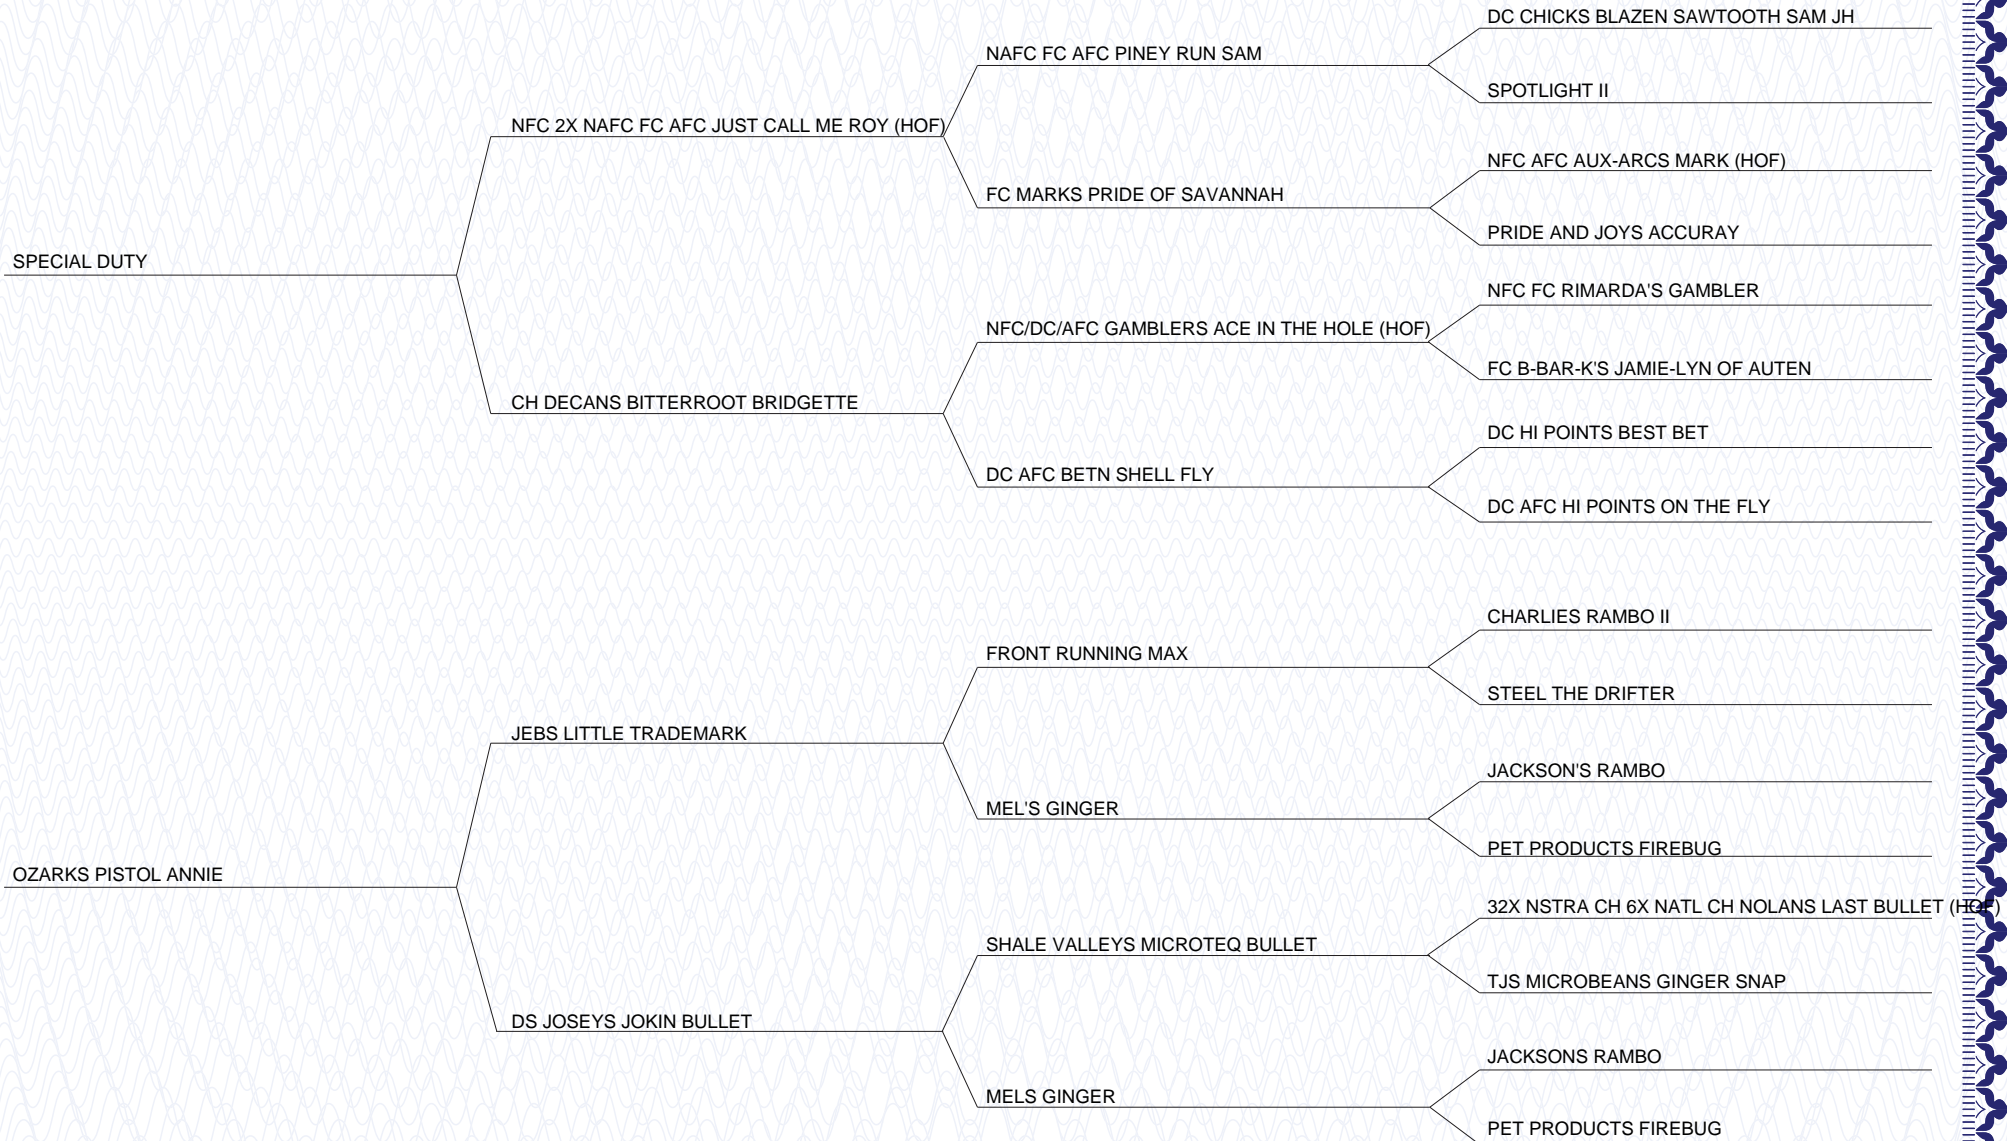 DC CHICKS BLAZEN SAWTOOTH SAM JH
NAFC FC AFC PINEY RUN SAM
SPOTLIGHT II
NFC 2X NAFC FC AFC JUST CALL ME ROY (HOF)
NFC AFC AUX-ARCS MARK (HOF)
FC MARKS PRIDE OF SAVANNAH
PRIDE AND JOYS ACCURAY
SPECIAL DUTY
NFC FC RIMARDA'S GAMBLER
NFC/DC/AFC GAMBLERS ACE IN THE HOLE (HOF)
FC B-BAR-K'S JAMIE-LYN OF AUTEN
CH DECANS BITTERROOT BRIDGETTE
DC HI POINTS BEST BET
DC AFC BETN SHELL FLY
DC AFC HI POINTS ON THE FLY
CHARLIES RAMBO II
FRONT RUNNING MAX
STEEL THE DRIFTER
JEBS LITTLE TRADEMARK
JACKSON'S RAMBO
MEL'S GINGER
PET PRODUCTS FIREBUG
OZARKS PISTOL ANNIE
32X NSTRA CH 6X NATL CH NOLANS LAST BULLET (HOF)
SHALE VALLEYS MICROTEQ BULLET
TJS MICROBEANS GINGER SNAP
DS JOSEYS JOKIN BULLET
JACKSONS RAMBO
MELS GINGER
PET PRODUCTS FIREBUG